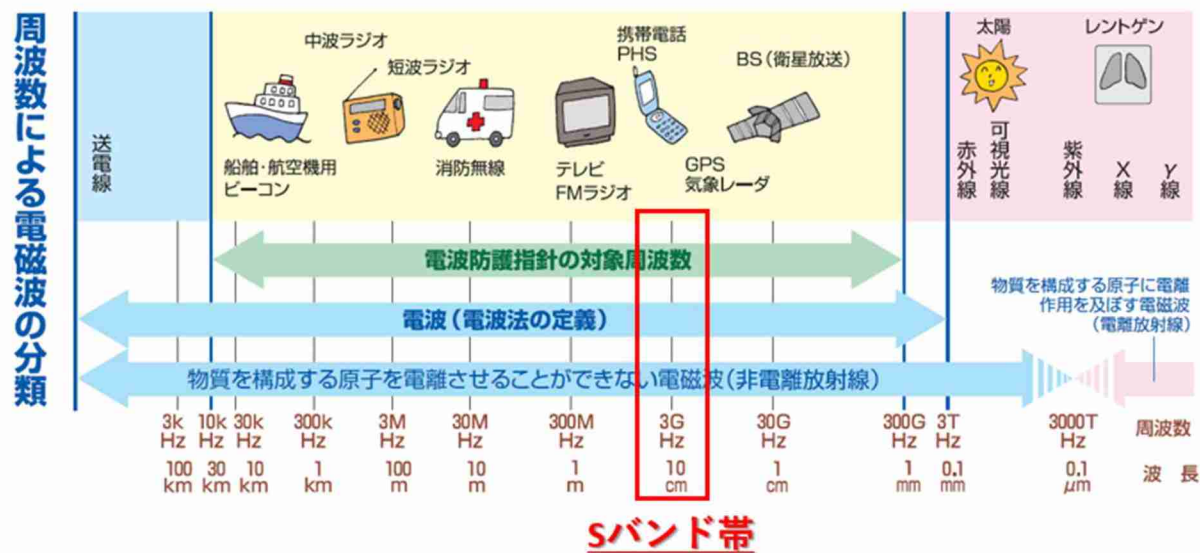 周波数による電磁波の分類
送電線
中波ラジオ
短波ラジオ
携帯電話
PHS
BS（衛星放送）
太陽
レントゲン
船舶・航空機用
ビーコン
消防無線
テレビ
FMラジオ
GPS
気象レーダ
赤外線
可視光線
紫外線
X線
γ線
電波防護指針の対象周波数
電波（電波法の定義）
物質を構成する原子を電離させることができない電磁波（非電離放射線）
物質を構成する原子に電離
作用を及ぼす電磁波
（電離放射線）
3k 10k 30k 300k 3M 30M 300M 3G 30G 300G 3T 3000T
Hz Hz Hz Hz Hz Hz Hz Hz Hz Hz Hz Hz
周波数
100 30 10 1 100 10 1 10 1 1 0.1 0.1
km km km km m m m cm cm mm mm μm
波長
Sバンド帯